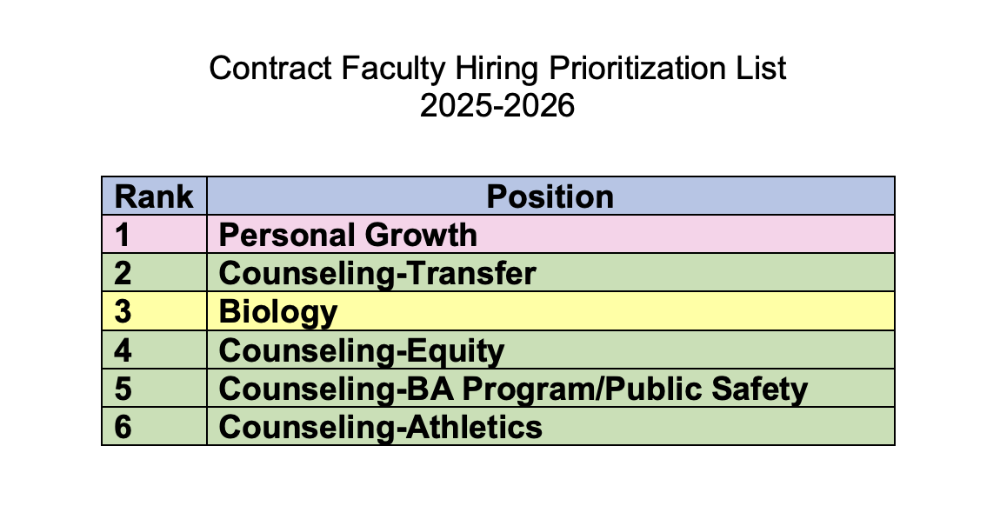 Contract Faculty Hiring Prioritization List
2025-2026
Rank Position
1 Personal Growth
2 Counseling-Transfer
3 Biology
4 Counseling-Equity
5 Counseling-BA Program/Public Safety
6 Counseling-Athletics